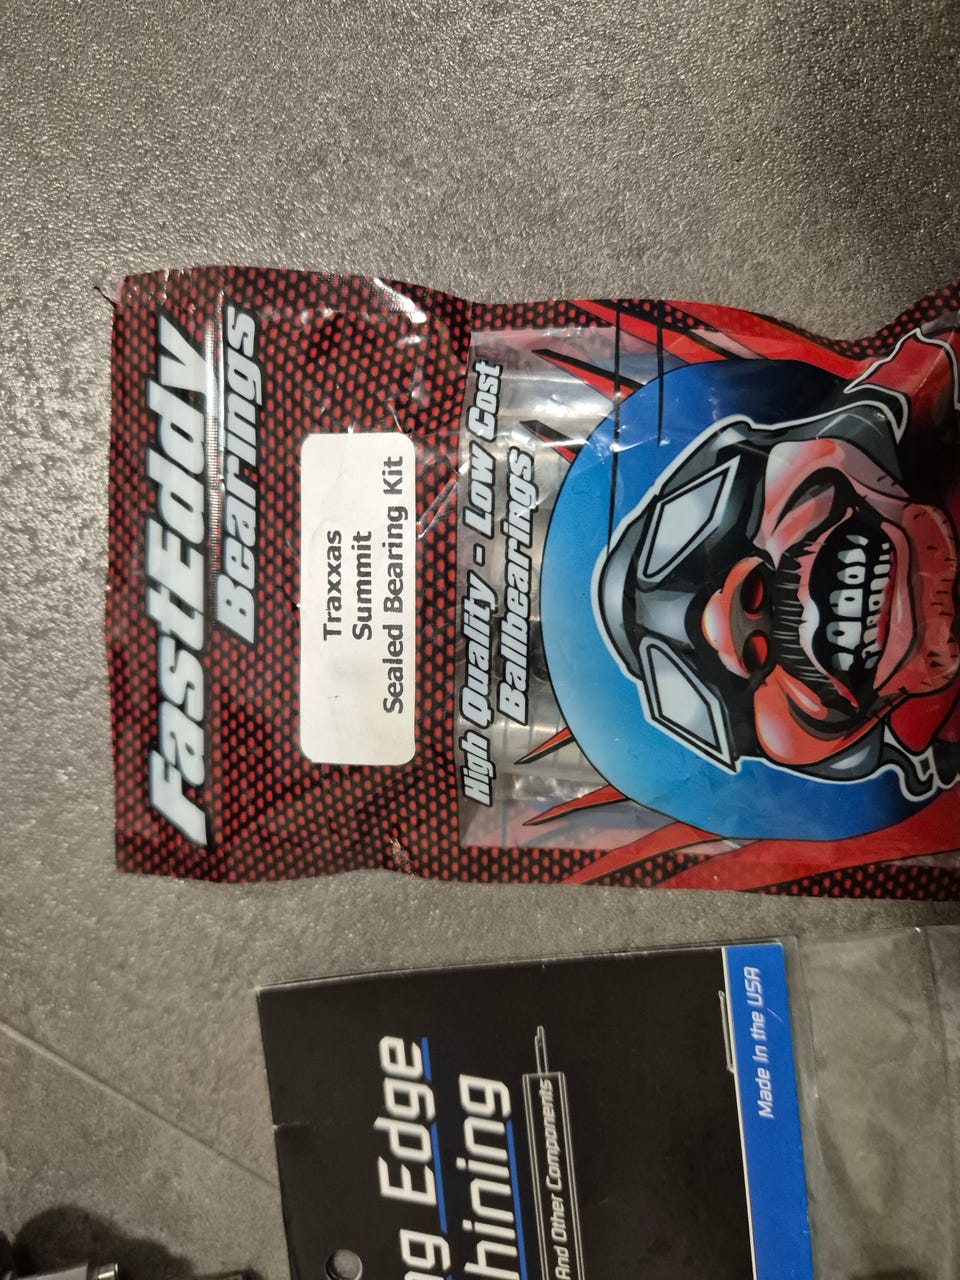 FastEddy
Bearings
Traxxas
Summit
Sealed Bearing Kit
High Quality - Low Cost
Ballbearings
Edge
And Other Components
Made In the USA